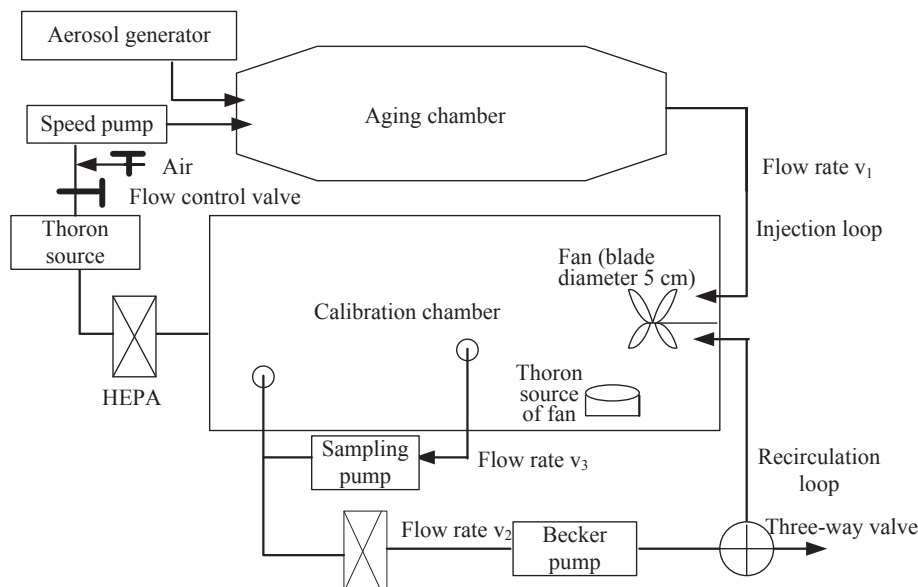 Aerosol generator
Speed pump
Air
Flow control valve
Thoron
source
HEPA
Aging chamber
Flow rate v₁
Injection loop
Fan (blade
diameter 5 cm)
Calibration chamber
Thoron
source
of fan
Sampling
pump
Flow rate v₃
Recirculation
loop
Flow rate v₂
Becker
pump
Three-way valve